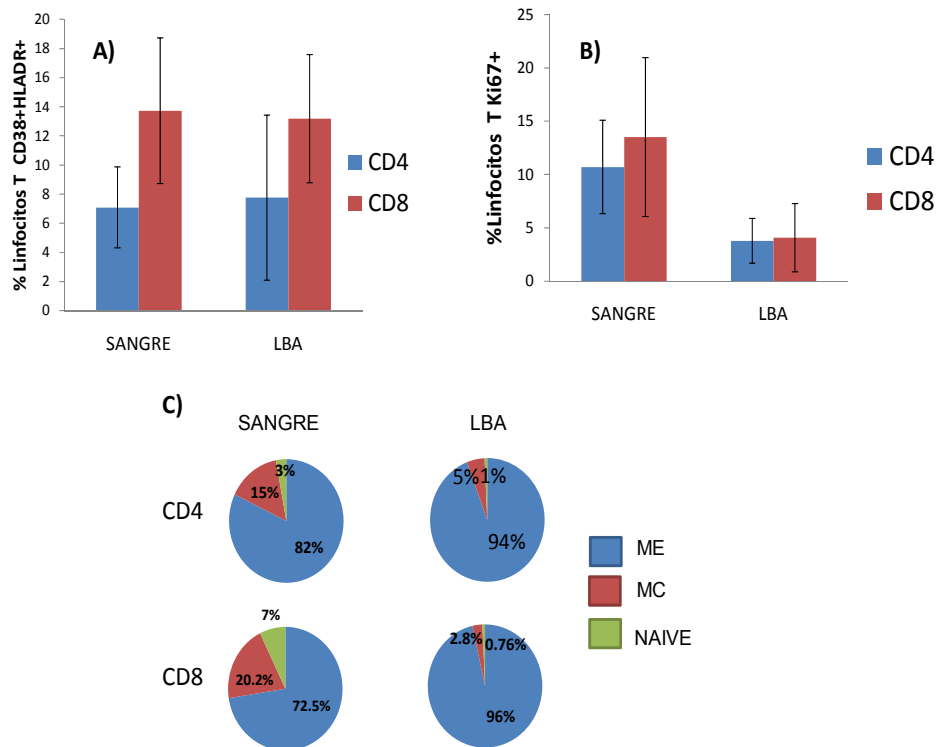 A)
% Linfocitos T CD38+HLADR+
20
18
16
14
12
10
8
6
4
2
0
SANGRE
LBA
CD4
CD8
B)
%Linfocitos T Ki67+
25
20
15
10
5
0
SANGRE
LBA
CD4
CD8
C)
SANGRE
LBA
CD4
3%
15%
82%
5%
1%
94%
CD8
7%
20.2%
72.5%
2.8%
0.76%
96%
ME
MC
NAIVE